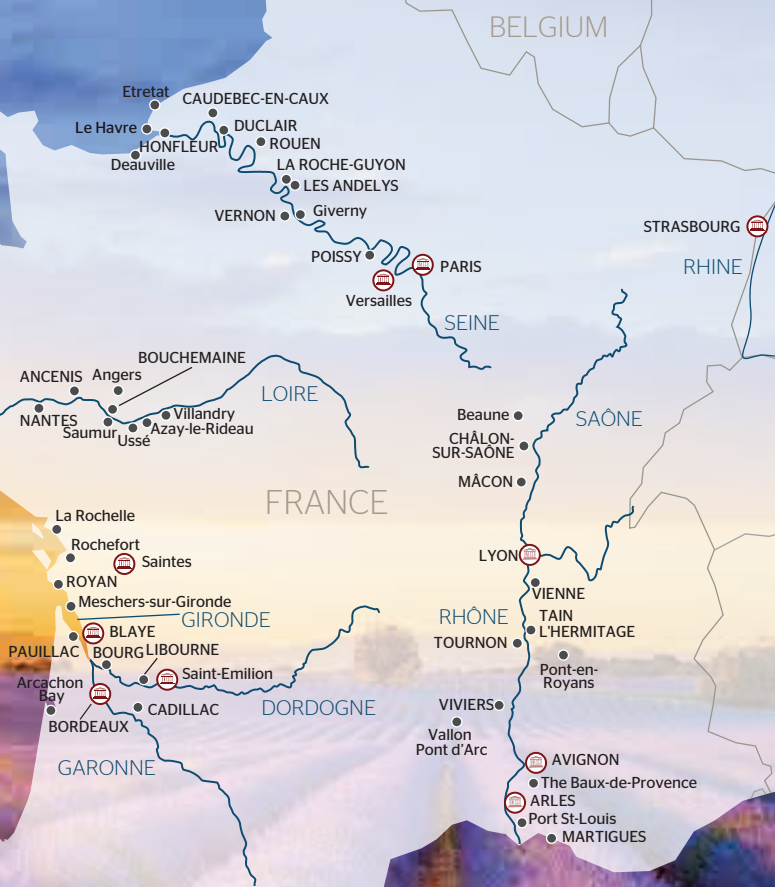 BELGIUM
Etretat
CAUDEBEC-EN-CAUX
Le Havre
DUCLAIR
HONFLEUR
ROUEN
Deauville
LA ROCHE-GUYON
LES ANDELYS
VERNON
Giverny
STRASBOURG
POISSY
PARIS
RHINE
Versailles
SEINE
BOUCHEMAINE
ANCENIS
Angers
LOIRE
NANTES
Villandry
Saumur
Ussé
Azay-le-Rideau
Beaune
SAÔNE
CHÂLON-
SUR-SAÔNE
MÂCON
FRANCE
La Rochelle
Rochefort
Saintes
LYON
ROYAN
VIENNE
Meschers-sur-Gironde
GIRONDE
RHÔNE
TAIN
L'HERMITAGE
BLAYE
TOURNON
PAUILLAC
BOURG
LIBOURNE
Pont-en-
Royans
Saint-Emilion
Arcachon
Bay
CADILLAC
DORDOGNE
VIVIERS
BORDEAUX
Vallon
Pont d’Arc
GARONNE
AVIGNON
The Baux-de-Provence
ARLES
Port St-Louis
MARTIGUES